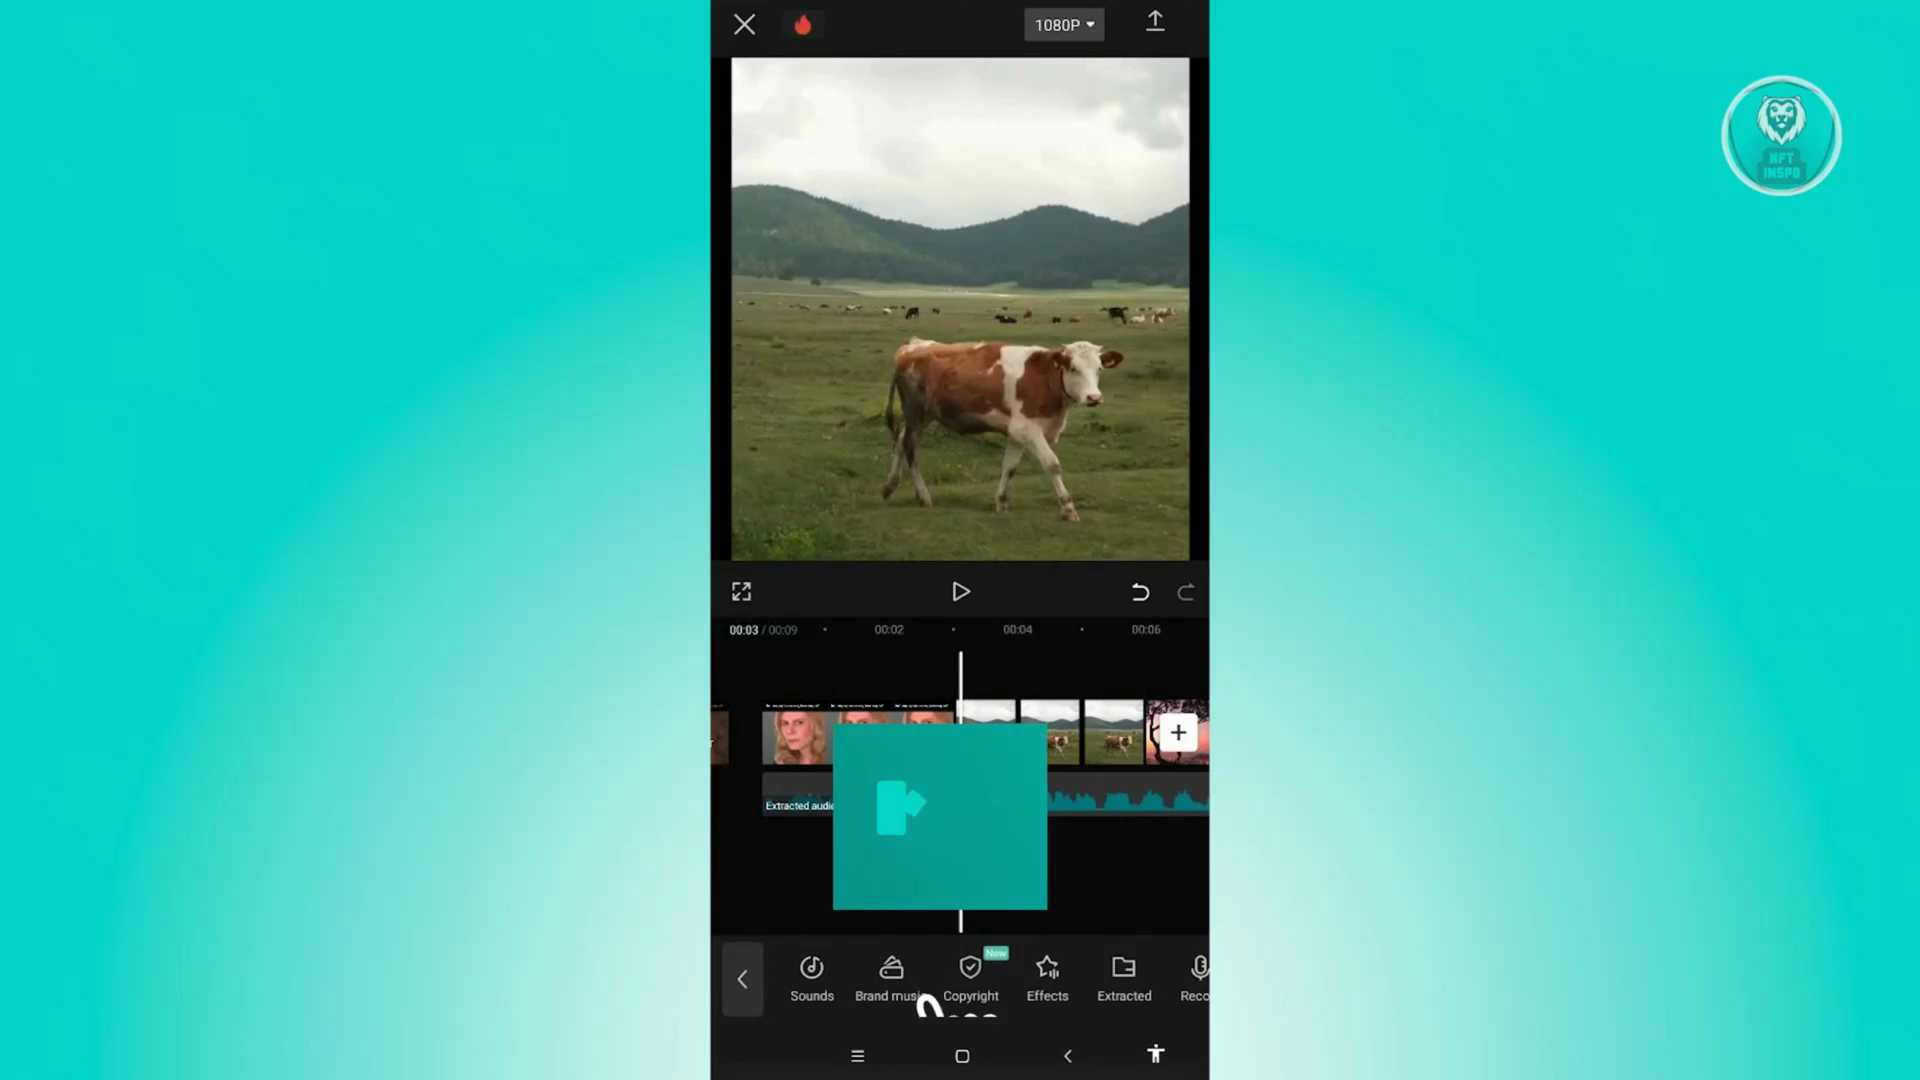 1080P
NFT
INSPO
00:03 / 00:09
00:02
00:04
00:06
Extracted audio
New
Sounds
Brand music
Copyright
Effects
Extracted
Reco